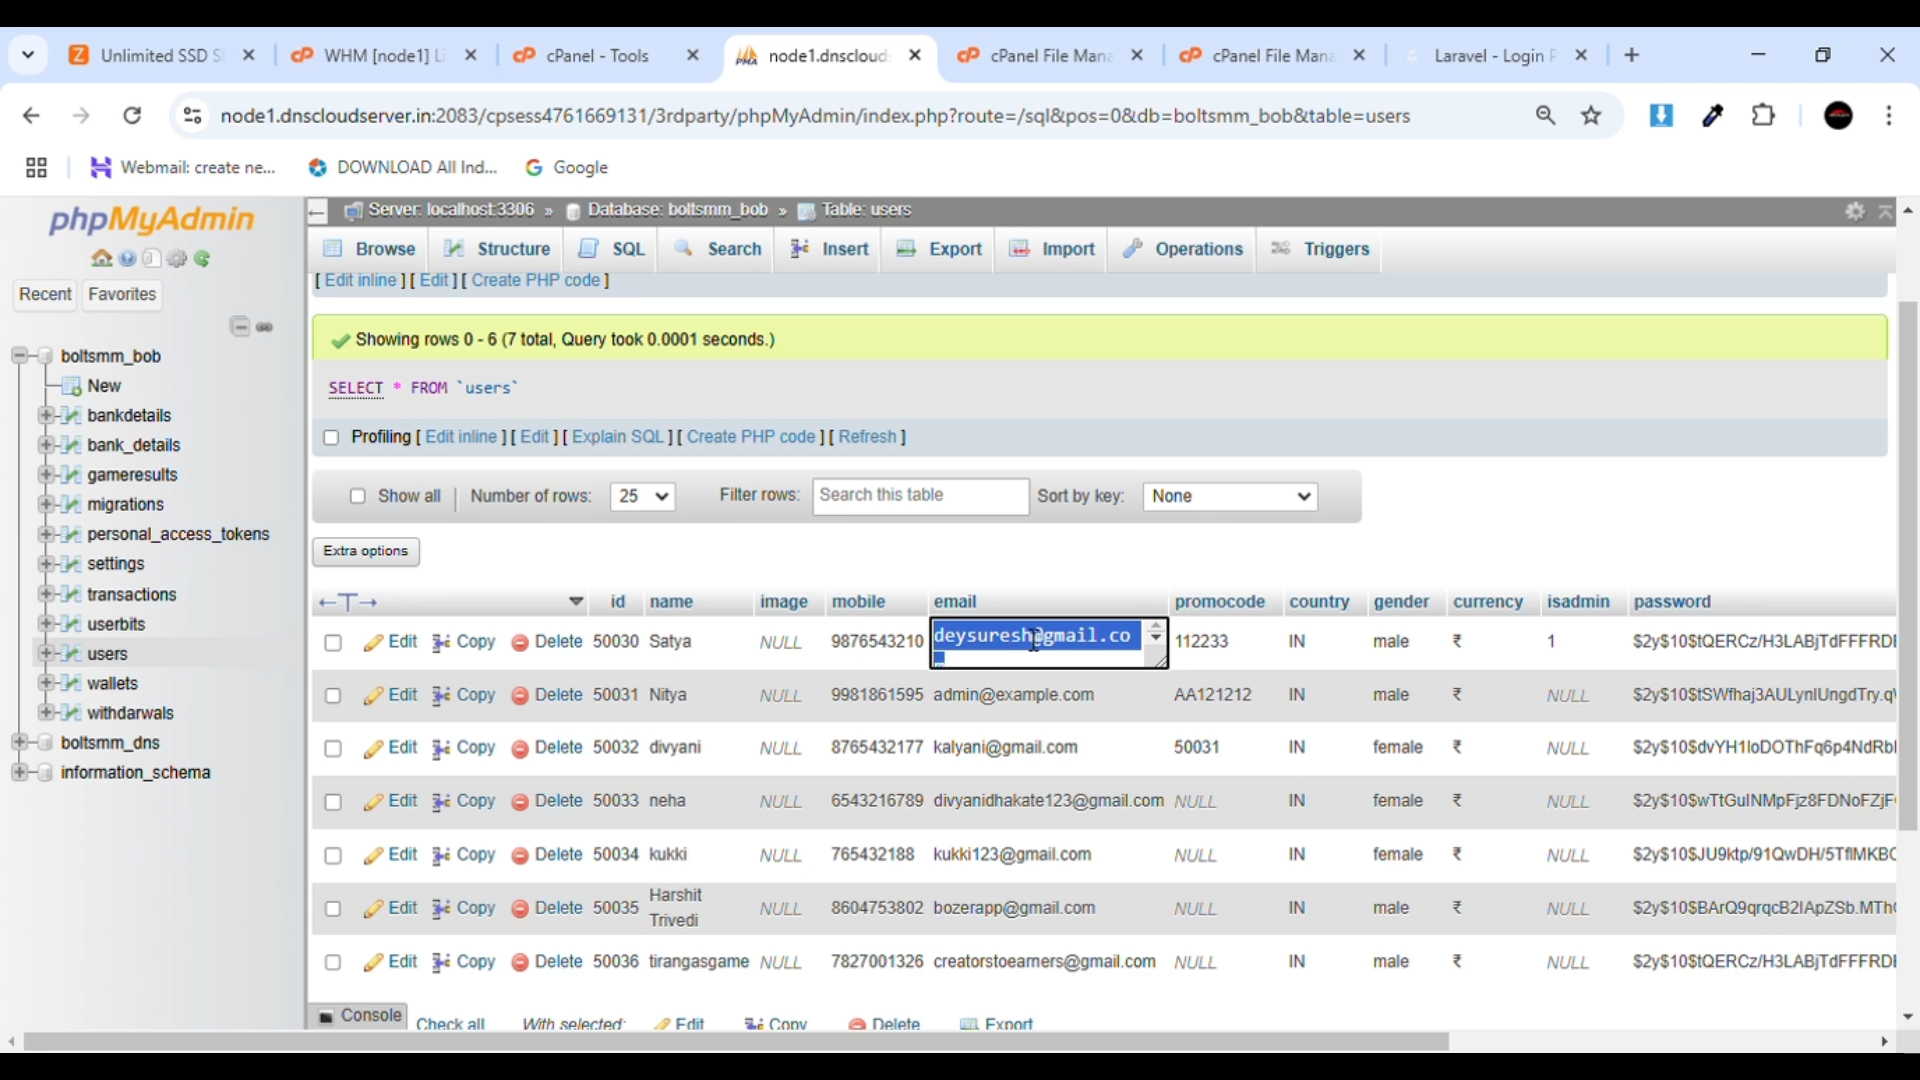 Unlimited SSD S
WHM [node1] Li
cPanel - Tools
node1.dnscloud
cPanel File Mana
cPanel File Mana
Laravel - Login P
node1.dnscloudserver.in:2083/cpsess4761669131/3rdparty/phpMyAdmin/index.php?route=/sql&pos=0&db=boltsmm_bob&table=users
Webmail: create ne...
DOWNLOAD All Ind...
Google
phpMyAdmin
Recent
Favorites
boltsmm_bob
New
bankdetails
bank_details
gameresults
migrations
personal_access_tokens
settings
transactions
userbits
users
wallets
withdarwals
boltsmm_dns
information_schema
Server: localhost:3306 » Database: boltsmm_bob » Table: users
Browse Structure SQL Search Insert Export Import Operations Triggers
[ Edit inline ] [ Edit ] [ Create PHP code ]
Showing rows 0 - 6 (7 total, Query took 0.0001 seconds.)
SELECT * FROM `users`
Profiling [ Edit inline ] [ Edit ] [ Explain SQL ] [ Create PHP code ] [ Refresh ]
Show all Number of rows: 25 Filter rows: Search this table Sort by key: None
Extra options
←T→ id name image mobile email promocode country gender currency isadmin password
Edit Copy Delete 50030 Satya NULL 9876543210 deysuresh@gmail.co 112233 IN male ₹ 1 $2y$10$tQERCz/H3LABjTdFFFRD
Edit Copy Delete 50031 Nitya NULL 9981861595 admin@example.com AA121212 IN male ₹ NULL $2y$10$tSWfhaj3AULynlUngdTry.q
Edit Copy Delete 50032 divyani NULL 8765432177 kalyani@gmail.com 50031 IN female ₹ NULL $2y$10$dvYH1loDOThFq6p4NdRb
Edit Copy Delete 50033 neha NULL 6543216789 divyanidhakate123@gmail.com NULL IN female ₹ NULL $2y$10$wTtGulNMpFjz8FDNoFZjF
Edit Copy Delete 50034 kukki NULL 765432188 kukki123@gmail.com NULL IN female ₹ NULL $2y$10$JU9ktp/91QwDH/5TflMKBC
Edit Copy Delete 50035 Harshit Trivedi NULL 8604753802 bozerapp@gmail.com NULL IN male ₹ NULL $2y$10$BArQ9qrqcB2lApZSb.MTh
Edit Copy Delete 50036 tirangasgame NULL 7827001326 creatorstoearners@gmail.com NULL IN male ₹ NULL $2y$10$tQERCz/H3LABjTdFFFRD
Console
Check all With selected: Edit Copy Delete Export